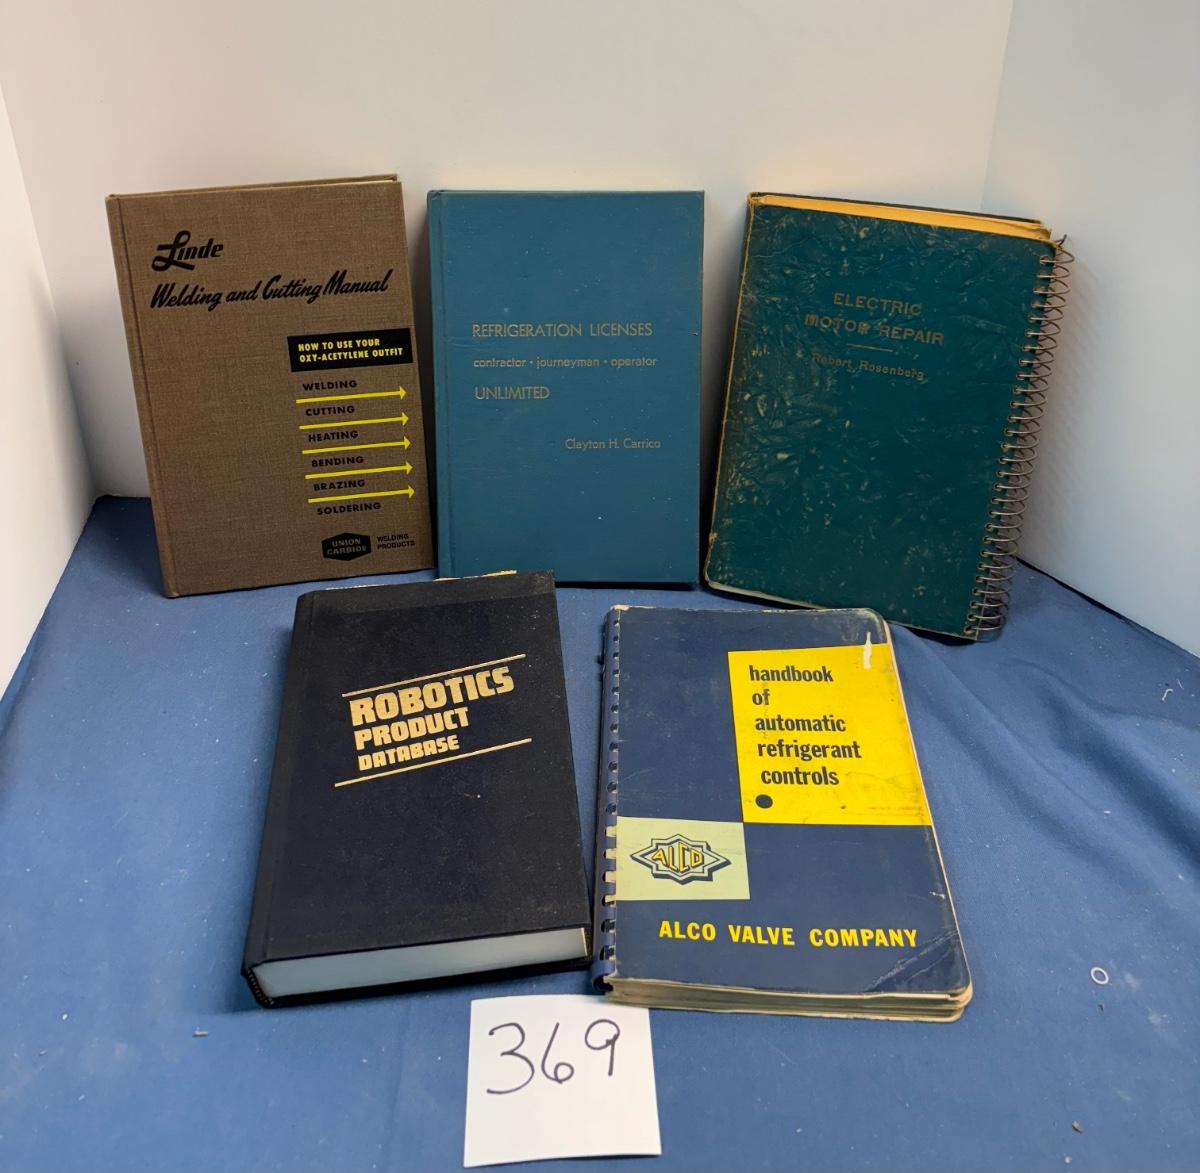 Linde
Welding and Cutting Manual
HOW TO USE YOUR
OXY-ACETYLENE OUTFIT
WELDING
CUTTING
HEATING
BENDING
BRAZING
SOLDERING
UNION
CARBIDE
WELDING
PRODUCTS
REFRIGERATION LICENSES
contractor • journeyman • operator
UNLIMITED
Clayton H. Carrico
ELECTRIC
MOTOR REPAIR
Robert Rosenberg
ROBOTICS
PRODUCT
DATABASE
handbook
of
automatic
refrigerant
controls
ALCO
ALCO VALVE COMPANY
369